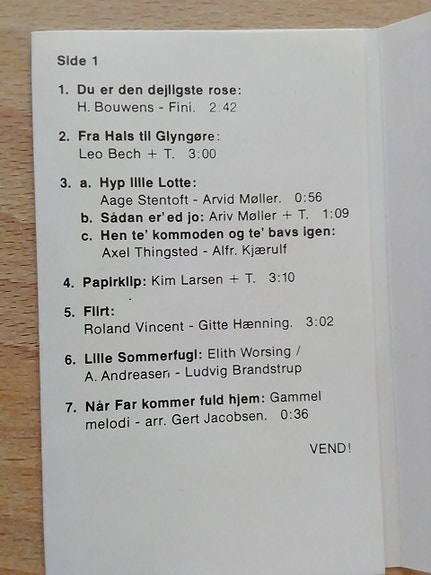 Side 1
1. Du er den dejligste rose:
H. Bouwens - Fini. 2:42
2. Fra Hals til Glyngøre:
Leo Bech + T. 3:00
3. a. Hyp lille Lotte:
Aage Stentoft - Arvid Møller. 0:56
b. Sådan er'ed jo: Ariv Møller + T. 1:09
c. Hen te' kommoden og te' bavs igen:
Axel Thingsted - Alfr. Kjærulf
4. Papirklip: Kim Larsen + T. 3:10
5. Flirt:
Roland Vincent - Gitte Hænning. 3:02
6. Lille Sommerfugl: Elith Worsing /
A. Andreasen - Ludvig Brandstrup
7. Når Far kommer fuld hjem: Gammel
melodi - arr. Gert Jacobsen. 0:36
VEND!